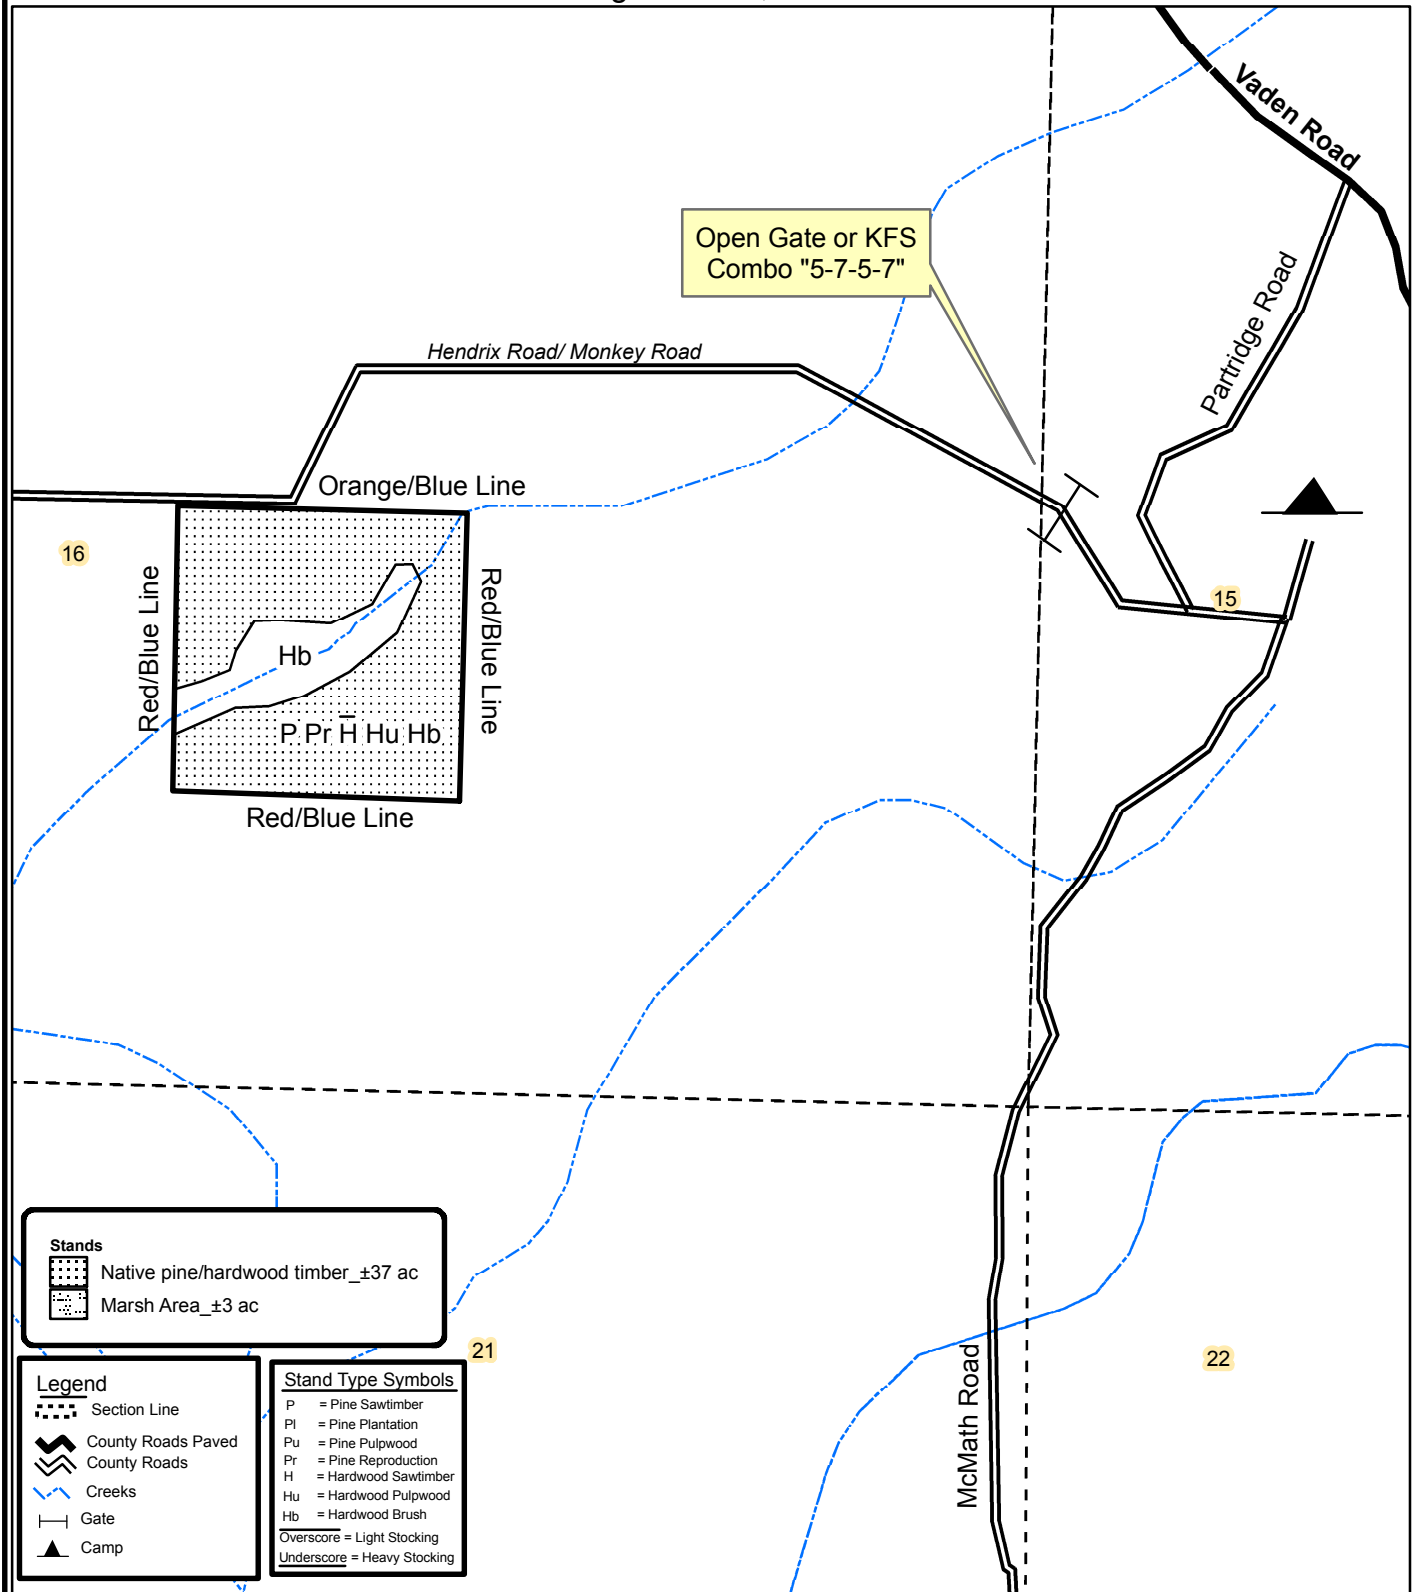 Vaden Road
Open Gate or KFS
Combo "5-7-5-7"
Partridge Road
Hendrix Road/ Monkey Road
Orange/Blue Line
16
Red/Blue Line
Red/Blue Line
15
Hb
P Pr H Hu Hb
Red/Blue Line
Stands
Native pine/hardwood timber_±37 ac
Marsh Area_±3 ac
21
22
McMath Road
Legend
Section Line
County Roads Paved
County Roads
Creeks
Gate
Camp
Stand Type Symbols
P = Pine Sawtimber
Pl = Pine Plantation
Pu = Pine Pulpwood
Pr = Pine Reproduction
H = Hardwood Sawtimber
Hu = Hardwood Pulpwood
Hb = Hardwood Brush
Overscore = Light Stocking
Underscore = Heavy Stocking